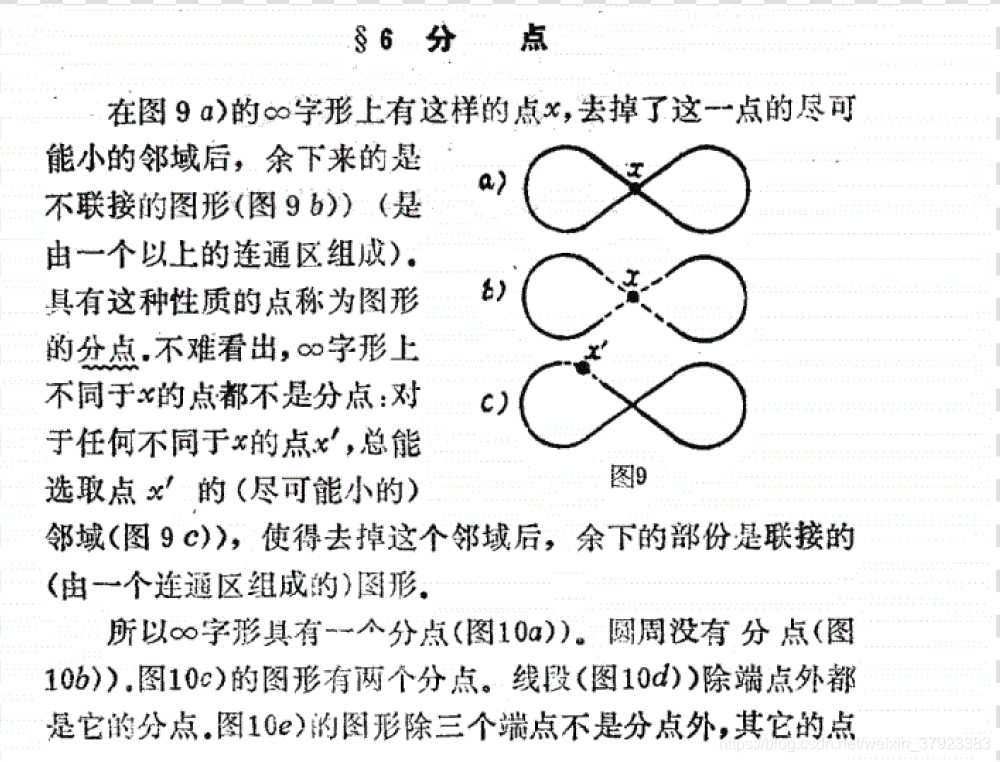 §6 分 点
在图9 a)的∞字形上有这样的点x,去掉了这一点的尽可
能小的邻域后，余下来的是
不联接的图形(图9 b)) (是
由一个以上的连通区组成).
具有这种性质的点称为图形
的分点.不难看出,∞字形上
不同于x的点都不是分点:对
于任何不同于x的点x′,总能
选取点 x′ 的(尽可能小的)
a) x
b) x
c) x′
图9
邻域(图9 c)), 使得去掉这个邻域后，余下的部份是联接的
(由一个连通区组成的)图形.
所以∞字形具有一个分点(图10a))。圆周没有 分 点(图
10b)).图10c)的图形有两个分点。线段(图10d))除端点外都
是它的分点.图10e)的图形除三个端点不是分点外,其它的点
https://blog.csdn.net/weixin_37923383